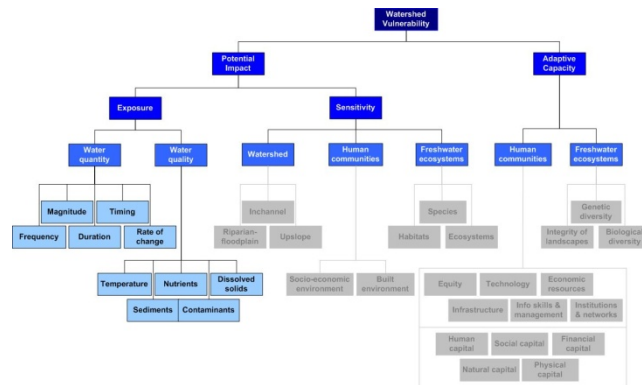 Watershed
Vulnerability
Potential
Impact
Adaptive
Capacity
Exposure
Sensitivity
Water
quantity
Water
quality
Watershed
Human
communities
Freshwater
ecosystems
Human
communities
Freshwater
ecosystems
Magnitude
Timing
Frequency
Duration
Rate of
change
Inchannel
Riparian-
floodplain
Upslope
Species
Habitats
Ecosystems
Genetic
diversity
Integrity of
landscapes
Biological
diversity
Temperature
Nutrients
Dissolved
solids
Sediments
Contaminants
Socio-economic
environment
Built
environment
Equity
Technology
Economic
resources
Infrastructure
Info skills &
management
Institutions
& networks
Human
capital
Social capital
Financial
capital
Natural capital
Physical
capital